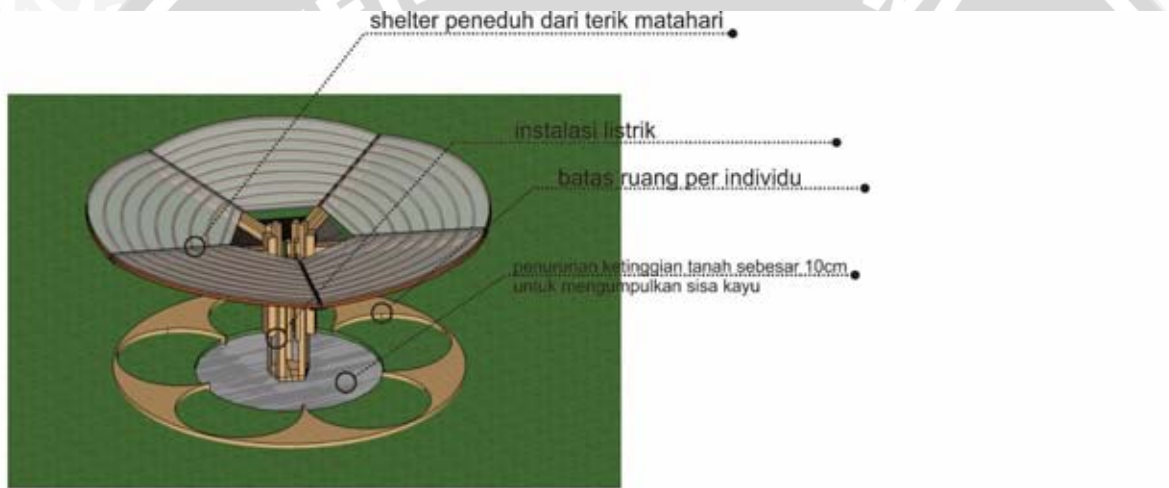 shelter peneduh dari terik matahari
instalasi listrik
batas ruang per individu
penurunan ketinggian tanah sebesar 10cm
untuk mengumpulkan sisa kayu